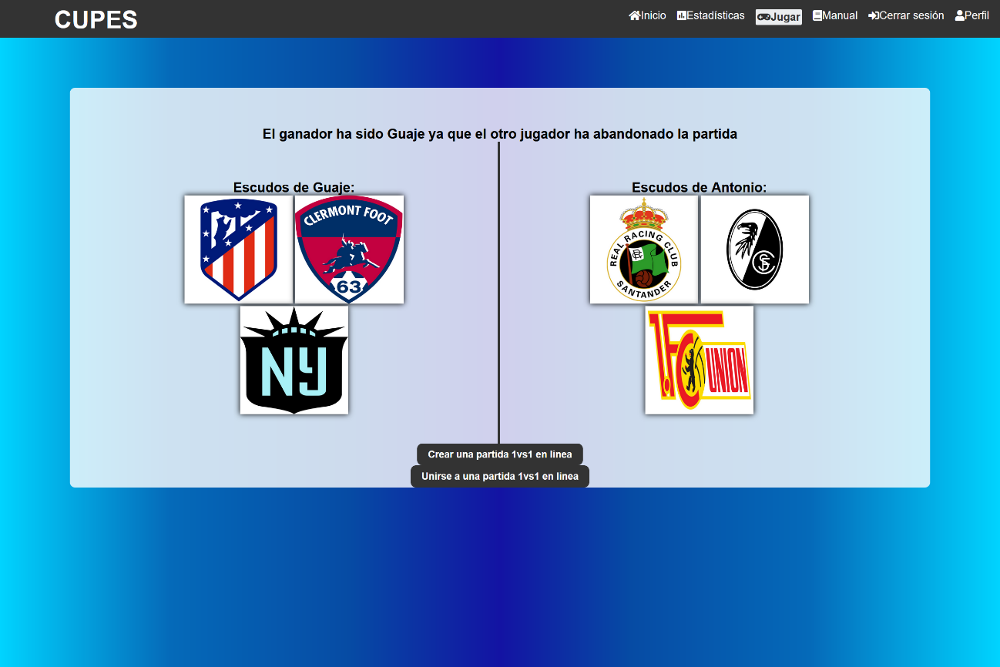 CUPES
Inicio
Estadísticas
Jugar
Manual
Cerrar sesión
Perfil
El ganador ha sido Guaje ya que el otro jugador ha abandonado la partida
Escudos de Guaje:
CLERMONT FOOT
63
NY
Escudos de Antonio:
REAL RACING CLUB
SANTANDER
SC
1.FC
UNION
Crear una partida 1vs1 en linea
Unirse a una partida 1vs1 en linea